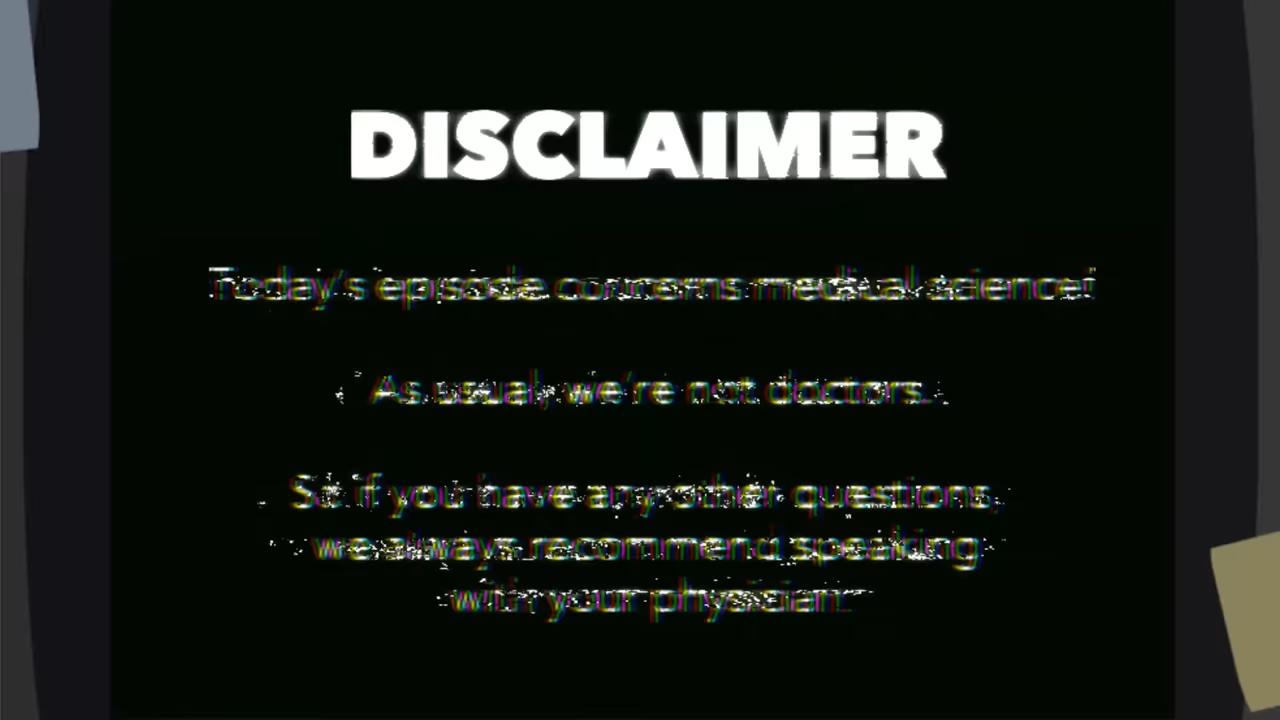 DISCLAIMER
Today's episode concerns medical science!
As usual, we're not doctors.
So if you have any other questions,
we always recommend speaking
with your physician.